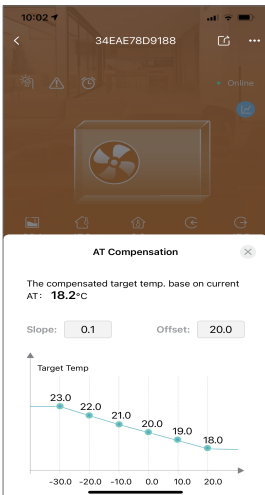 10:02
34EAE78D9188
Online
AT Compensation
The compensated target temp. base on current
AT: 18.2°C
Slope: 0.1 Offset: 20.0
Target Temp
23.0
22.0
21.0
20.0
19.0
18.0
-30.0 -20.0 -10.0 0.0 10.0 20.0